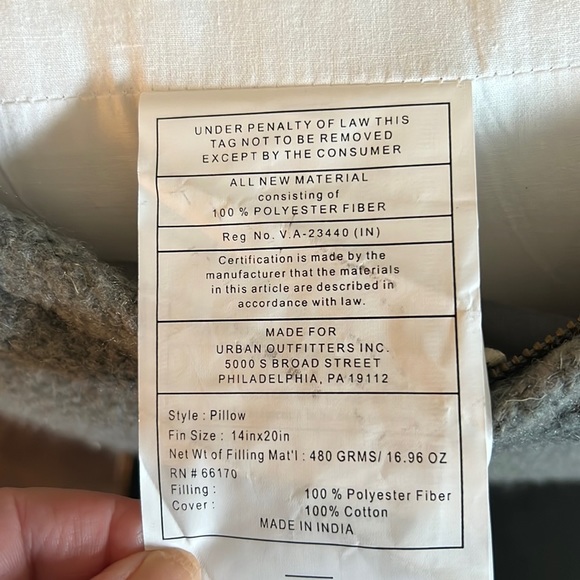 UNDER PENALTY OF LAW THIS
TAG NOT TO BE REMOVED
EXCEPT BY THE CONSUMER
ALL NEW MATERIAL
consisting of
100 % POLYESTER FIBER
Reg No. V.A-23440 (IN)
Certification is made by the
manufacturer that the materials
in this article are described in
accordance with law.
MADE FOR
URBAN OUTFITTERS INC.
5000 S BROAD STREET
PHILADELPHIA, PA 19112
Style : Pillow
Fin Size : 14inx20in
Net Wt of Filling Mat'l : 480 GRMS/ 16.96 OZ
RN # 66170
Filling : 100 % Polyester Fiber
Cover : 100% Cotton
MADE IN INDIA